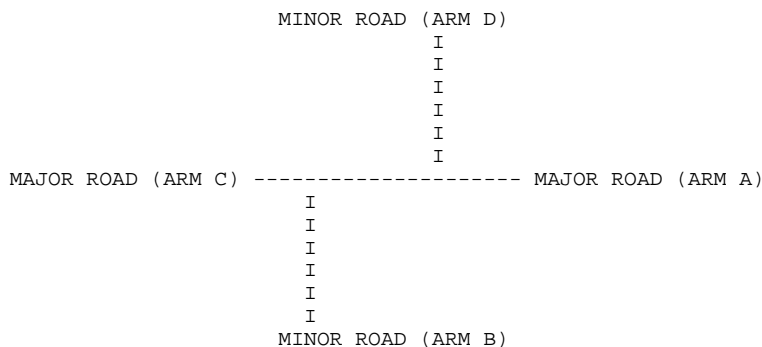 MINOR ROAD (ARM D)
I
I
I
I
I
I
MAJOR ROAD (ARM C) --------------------- MAJOR ROAD (ARM A)
I
I
I
I
I
I
MINOR ROAD (ARM B)